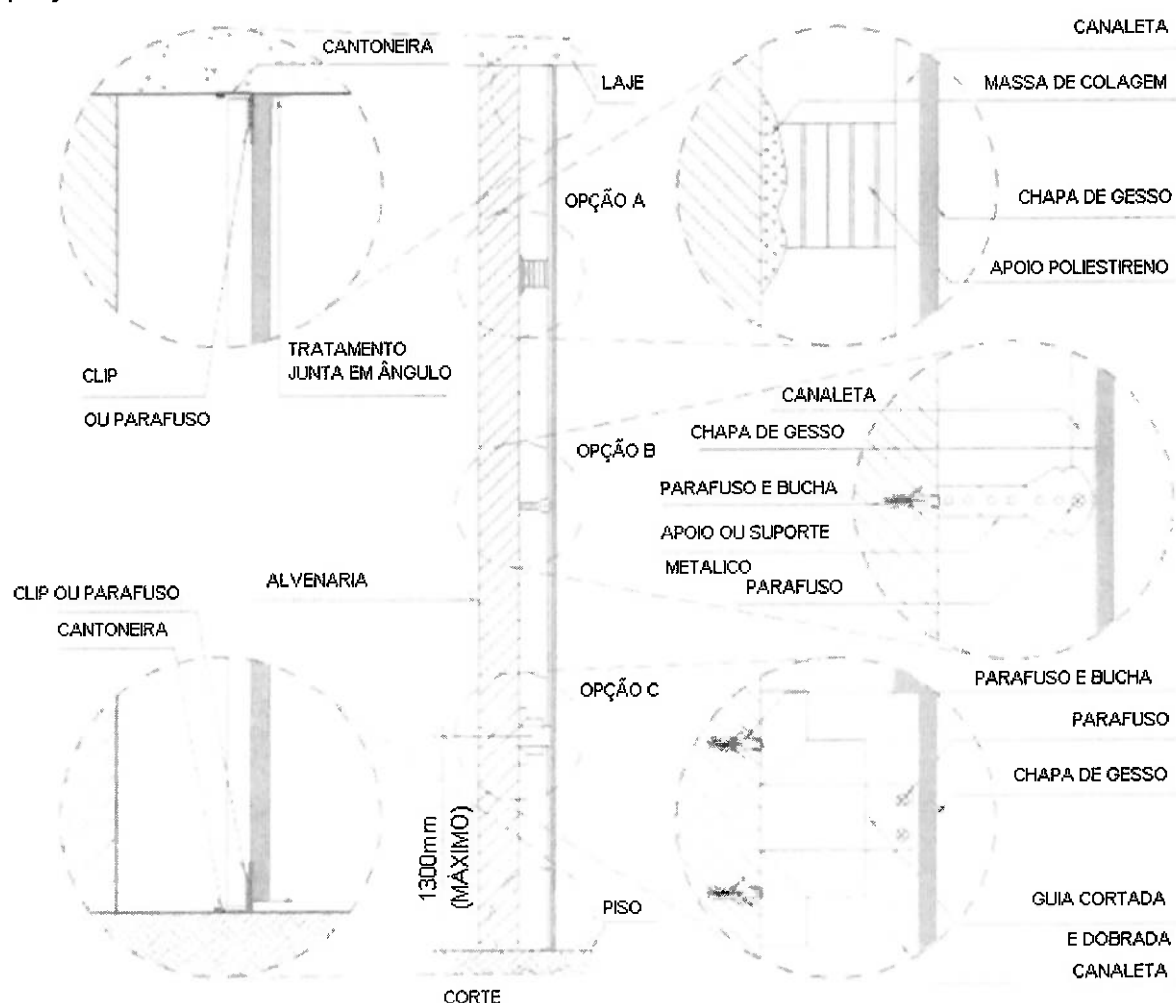 CANTONEIRA
LAJE
CANALETA
MASSA DE COLAGEM
OPÇÃO A
CHAPA DE GESSO
APOIO POLIESTIRENO
CLIP
OU PARAFUSO
TRATAMENTO
JUNTA EM ÂNGULO
CANALETA
CHAPA DE GESSO
OPÇÃO B
PARAFUSO E BUCHA
APOIO OU SUPORTE
METALICO
PARAFUSO
ALVENARIA
CLIP OU PARAFUSO
CANTONEIRA
OPÇÃO C
PARAFUSO E BUCHA
PARAFUSO
CHAPA DE GESSO
1300mm
(MÁXIMO)
PISO
GUIA CORTADA
E DOBRADA
CANALETA
CORTE